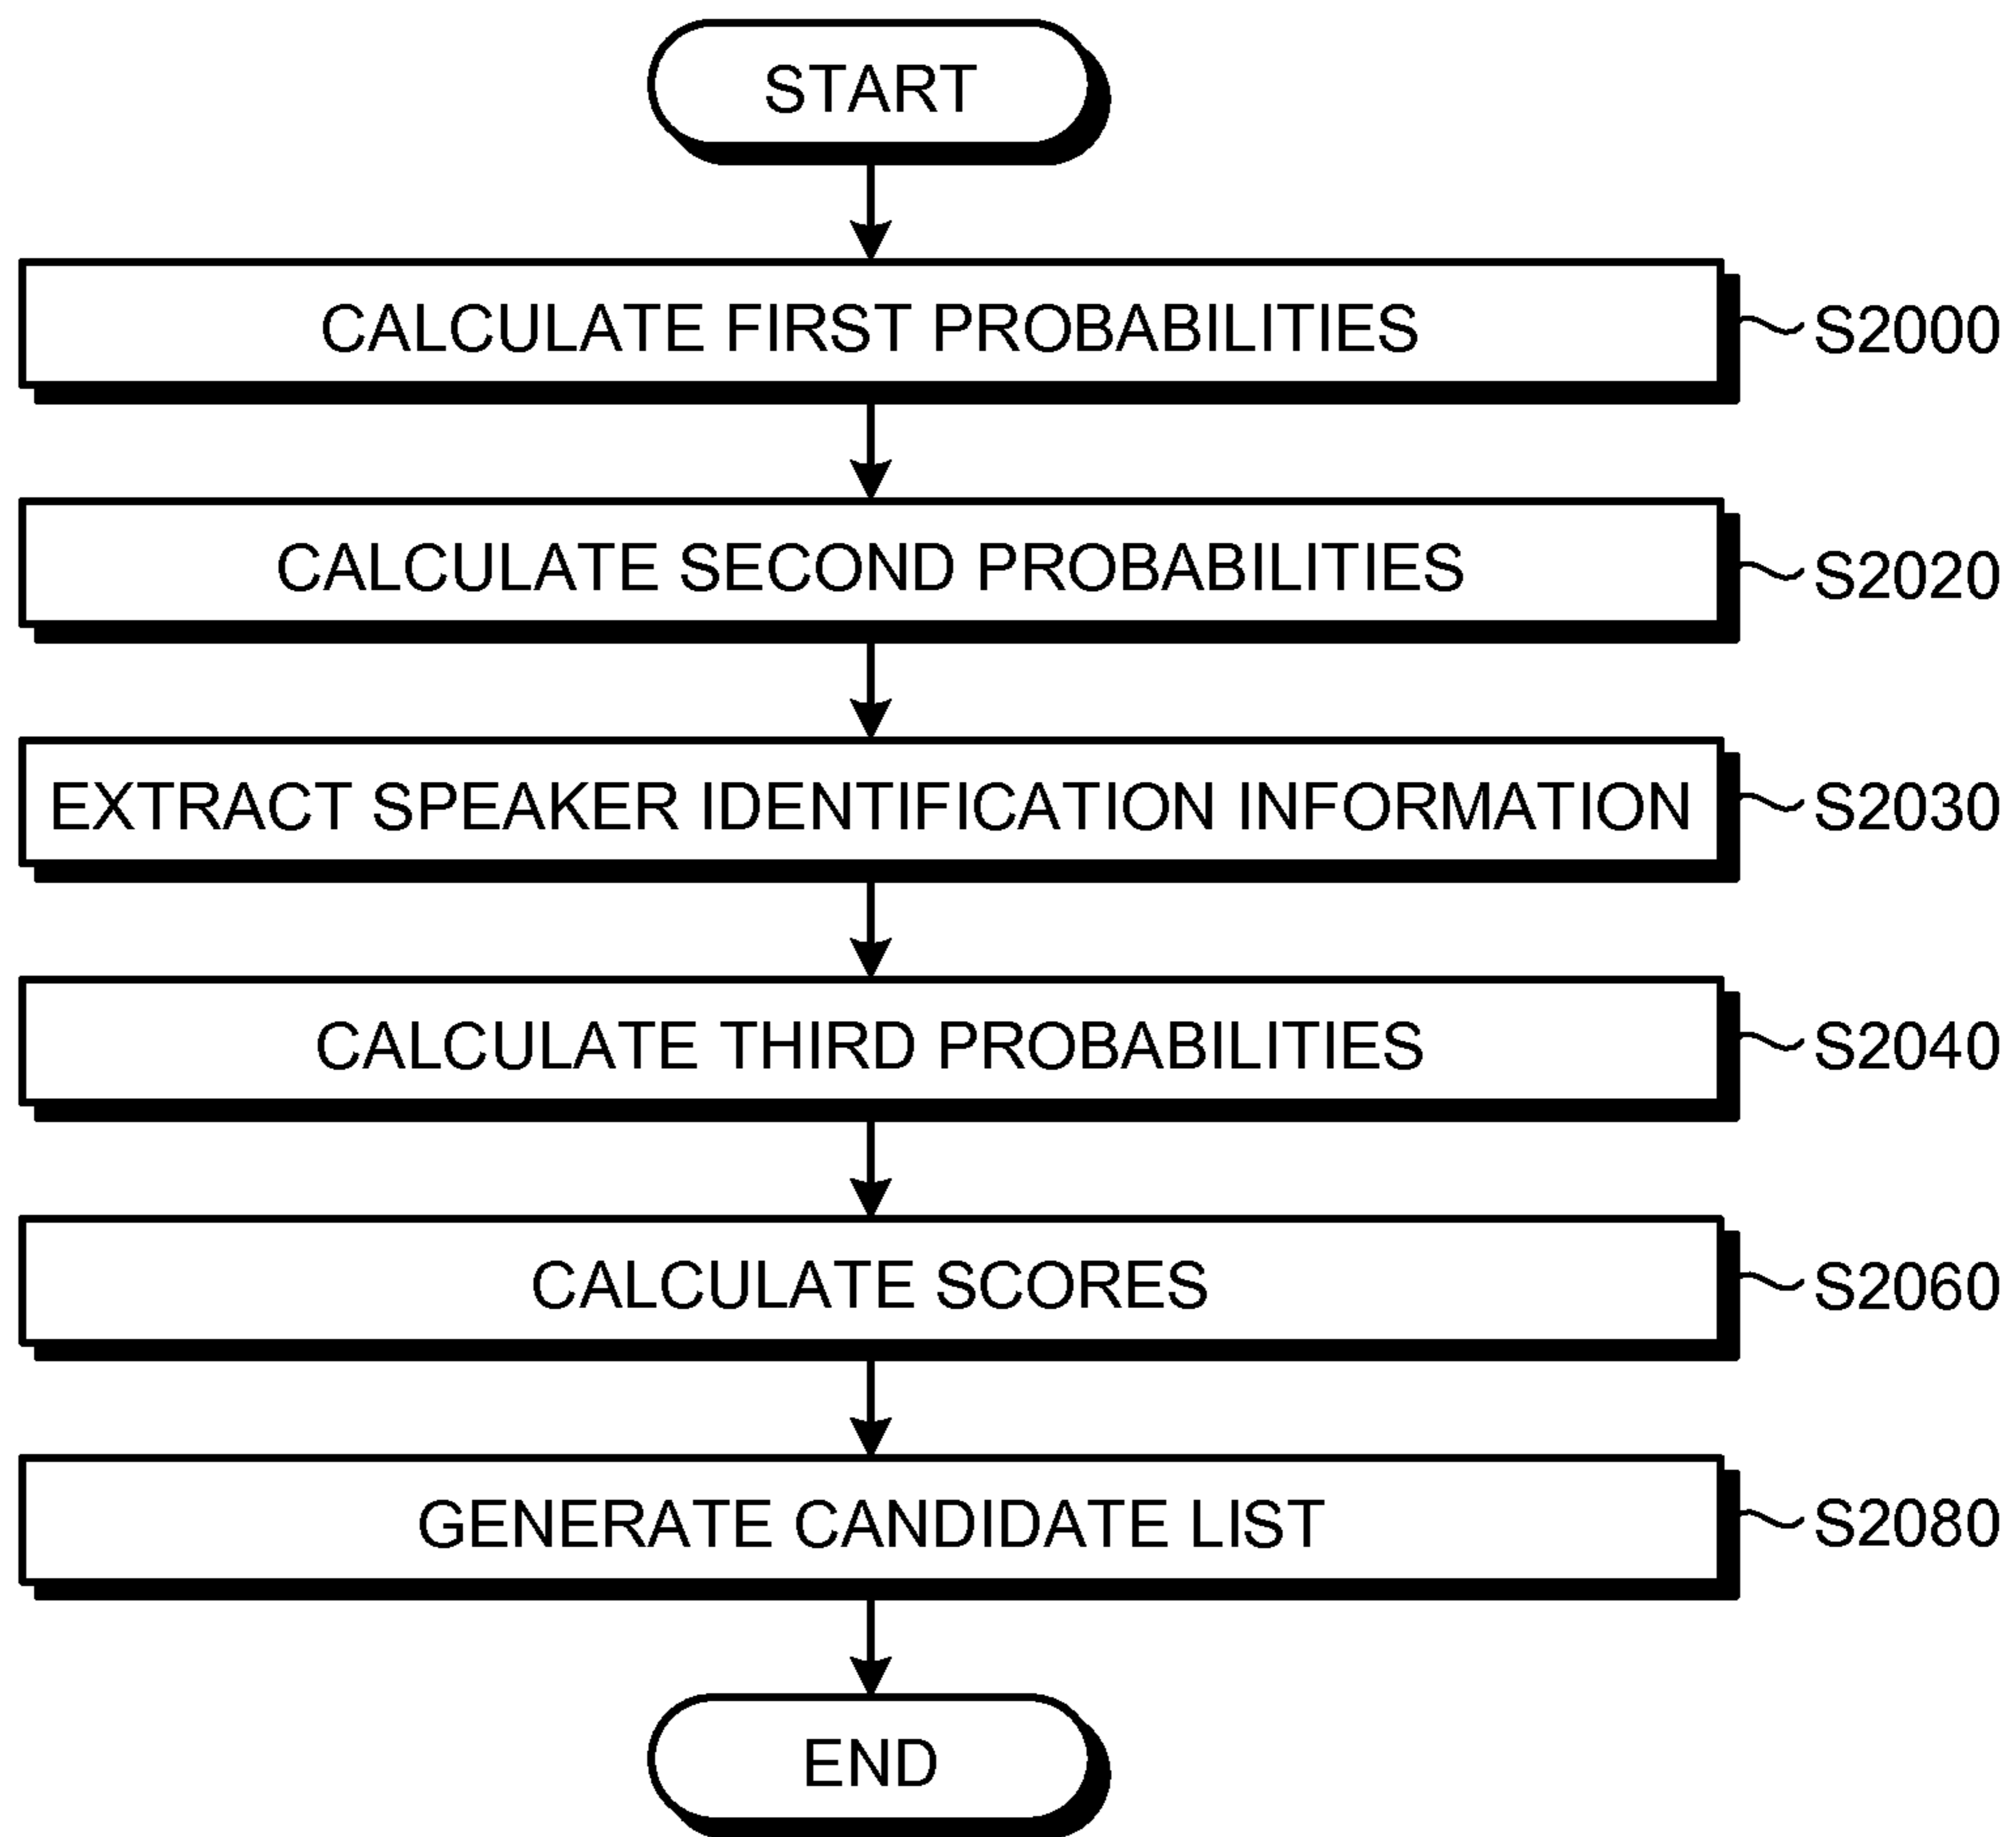 START
CALCULATE FIRST PROBABILITIES S2000
CALCULATE SECOND PROBABILITIES S2020
EXTRACT SPEAKER IDENTIFICATION INFORMATION S2030
CALCULATE THIRD PROBABILITIES S2040
CALCULATE SCORES S2060
GENERATE CANDIDATE LIST S2080
END